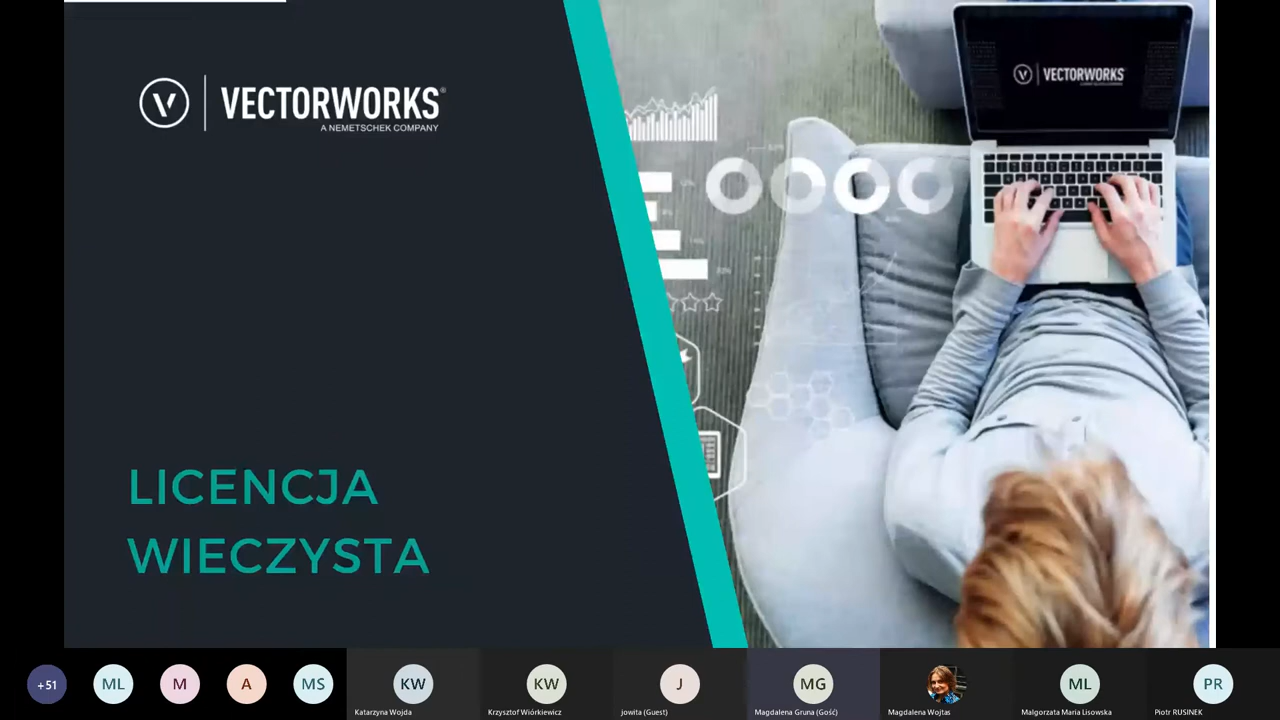 VECTORWORKS®
A NEMETSCHEK COMPANY
VECTORWORKS
LICENCJA
WIECZYSTA
+51
ML
M
A
MS
KW
Katarzyna Wojda
KW
Krzysztof Wiórkiewicz
J
jowita (Guest)
MG
Magdalena Gruna (Gość)
Magdalena Wojtas
ML
Malgorzata Maria Lisowska
PR
Piotr RUSINEK